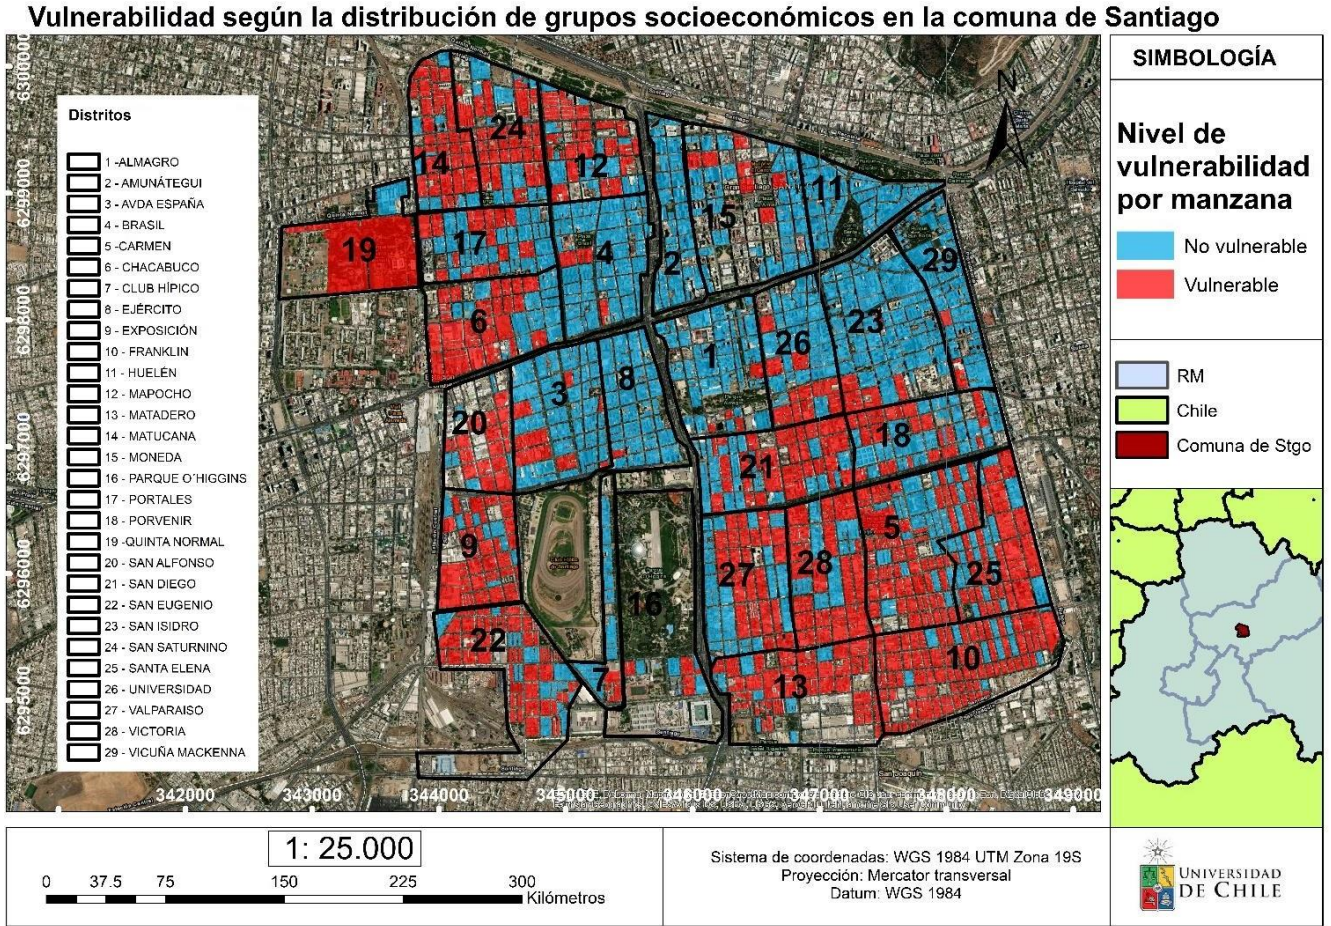 Vulnerabilidad según la distribución de grupos socioeconómicos en la comuna de Santiago
Distritos
1 -ALMAGRO
2 - AMUNÁTEGUI
3 - AVDA ESPAÑA
4 - BRASIL
5 -CARMEN
6 - CHACABUCO
7 - CLUB HÍPICO
8 - EJÉRCITO
9 - EXPOSICIÓN
10 - FRANKLIN
11 - HUELÉN
12 - MAPOCHO
13 - MATADERO
14 - MATUCANA
15 - MONEDA
16 - PARQUE O´HIGGINS
17 - PORTALES
18 - PORVENIR
19 -QUINTA NORMAL
20 - SAN ALFONSO
21 - SAN DIEGO
22 - SAN EUGENIO
23 - SAN ISIDRO
24 - SAN SATURNINO
25 - SANTA ELENA
26 - UNIVERSIDAD
27 - VALPARAISO
28 - VICTORIA
29 - VICUÑA MACKENNA
6300000
6299000
6298000
6297000
6296000
6295000
N
24
14
12
11
15
19
17
4
2
29
6
26
23
1
3
8
20
18
21
9
5
27
28
25
16
22
7
10
13
342000
343000
344000
345000
346000
347000
348000
349000
San Joaquín
SIMBOLOGÍA
Nivel de
vulnerabilidad
por manzana
No vulnerable
Vulnerable
RM
Chile
Comuna de Stgo
1: 25.000
0 37.5 75 150 225 300
Kilómetros
Sistema de coordenadas: WGS 1984 UTM Zona 19S
Proyección: Mercator transversal
Datum: WGS 1984
UNIVERSIDAD
DE CHILE